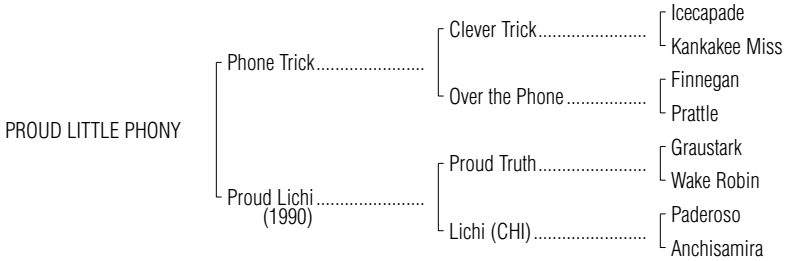 Icecapade
Clever Trick......................
Kankakee Miss
Phone Trick......................
Finnegan
Over the Phone .................
Prattle
PROUD LITTLE PHONY
Graustark
Proud Truth.......................
Wake Robin
Proud Lichi .......................
(1990)
Paderoso
Lichi (CHI)........................
Anchisamira